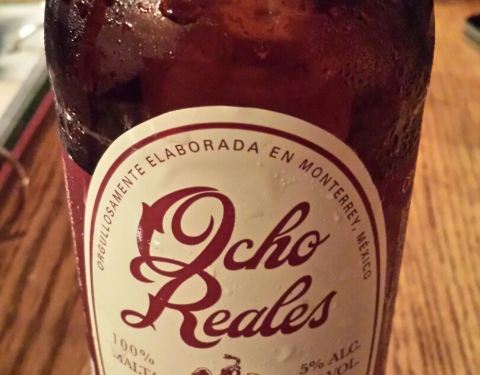 ORGULLOSAMENTE ELABORADA EN MONTERREY, MÉXICO
Ocho
Reales
100%
MALTA
5% ALC.
VOL